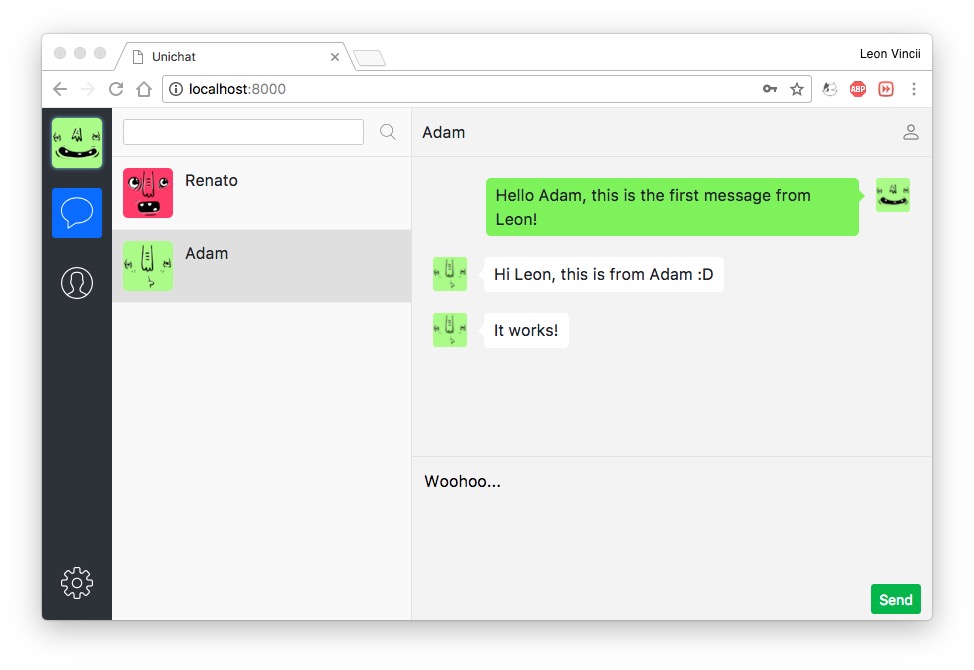 Unichat
Leon Vincii
localhost:8000
ABP
Adam
Renato
Adam
Hello Adam, this is the first message from
Leon!
Hi Leon, this is from Adam :D
It works!
Woohoo...
Send